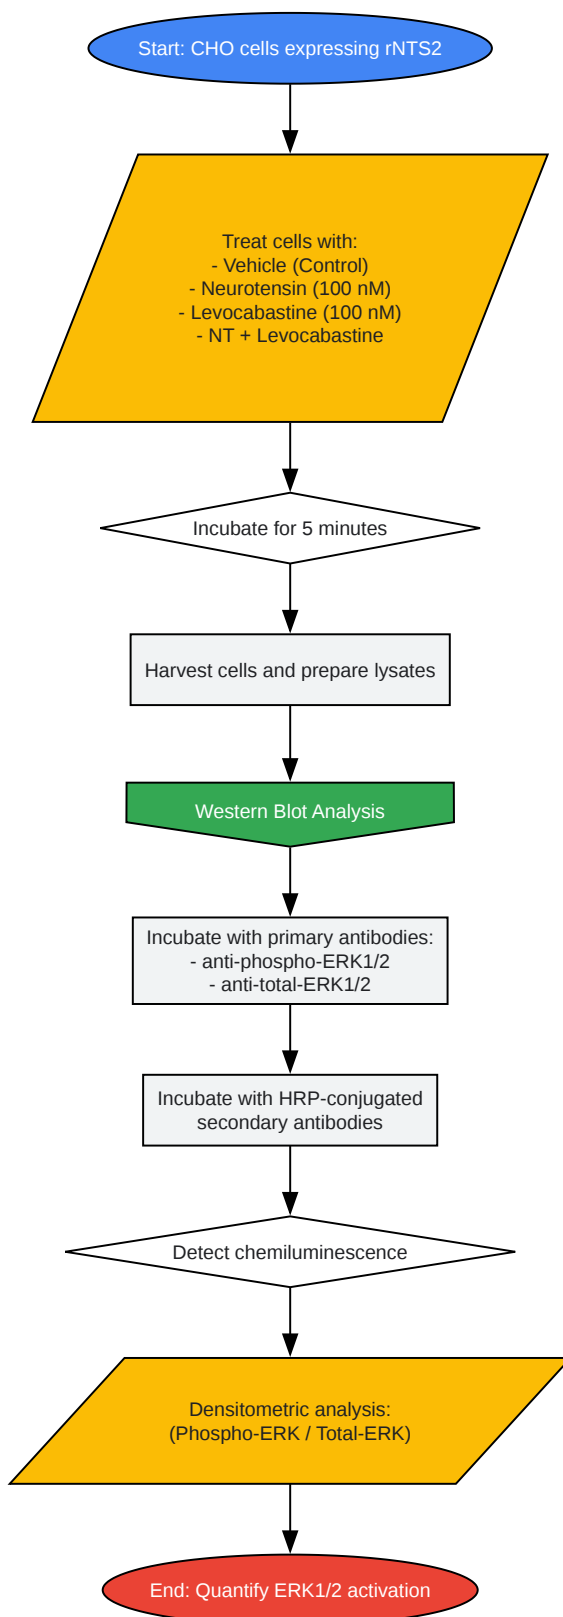 Start: CHO cells expressing rNTS2
Treat cells with:
- Vehicle (Control)
- Neurotensin (100 nM)
- Levocabastine (100 nM)
- NT + Levocabastine
Incubate for 5 minutes
Harvest cells and prepare lysates
Western Blot Analysis
Incubate with primary antibodies:
- anti-phospho-ERK1/2
- anti-total-ERK1/2
Incubate with HRP-conjugated
secondary antibodies
Detect chemiluminescence
Densitometric analysis:
(Phospho-ERK / Total-ERK)
End: Quantify ERK1/2 activation